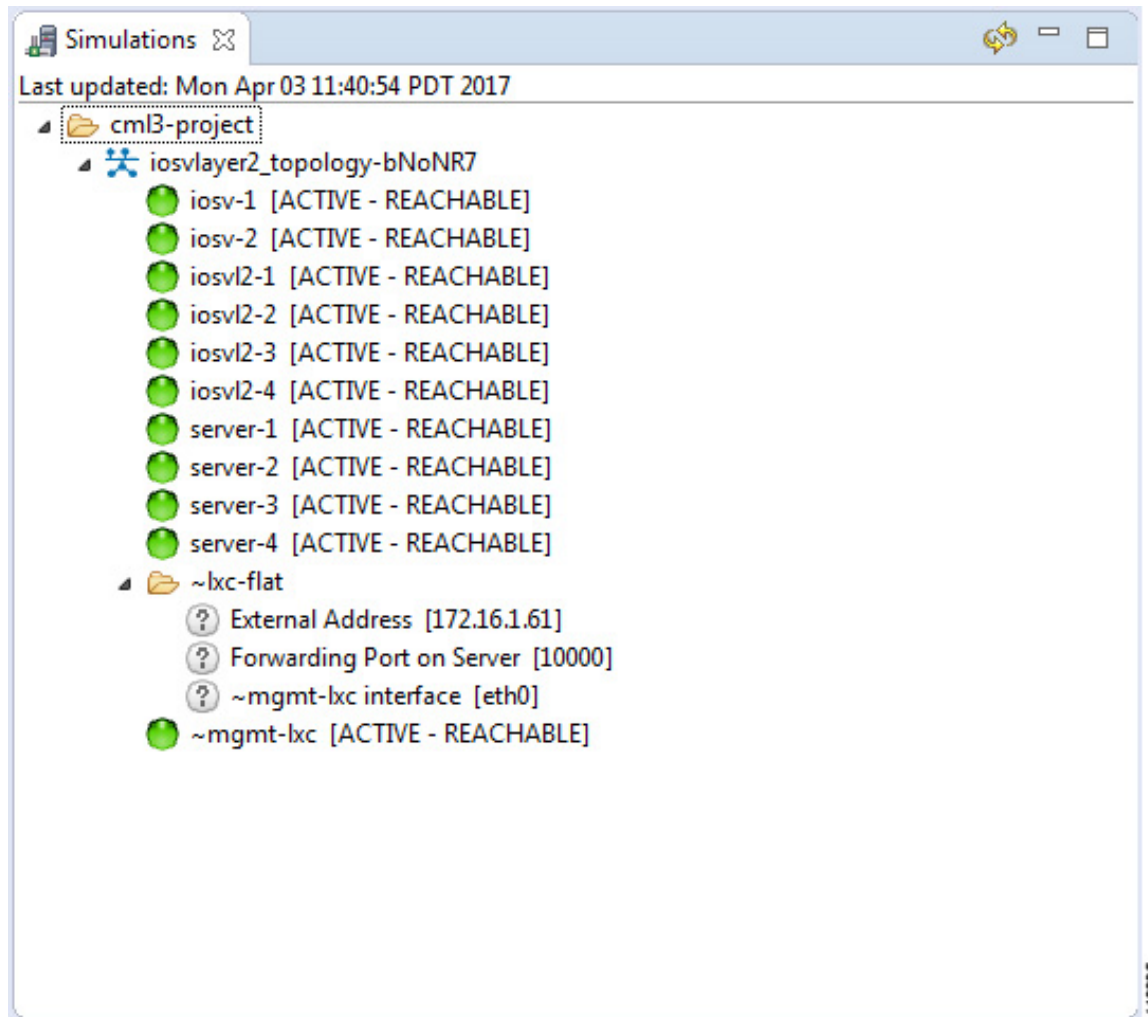 Simulations
Last updated: Mon Apr 03 11:40:54 PDT 2017
cml3-project
iosvlayer2_topology-bNoNR7
iosv-1 [ACTIVE - REACHABLE]
iosv-2 [ACTIVE - REACHABLE]
iosvl2-1 [ACTIVE - REACHABLE]
iosvl2-2 [ACTIVE - REACHABLE]
iosvl2-3 [ACTIVE - REACHABLE]
iosvl2-4 [ACTIVE - REACHABLE]
server-1 [ACTIVE - REACHABLE]
server-2 [ACTIVE - REACHABLE]
server-3 [ACTIVE - REACHABLE]
server-4 [ACTIVE - REACHABLE]
~lxc-flat
External Address [172.16.1.61]
Forwarding Port on Server [10000]
~mgmt-lxc interface [eth0]
~mgmt-lxc [ACTIVE - REACHABLE]